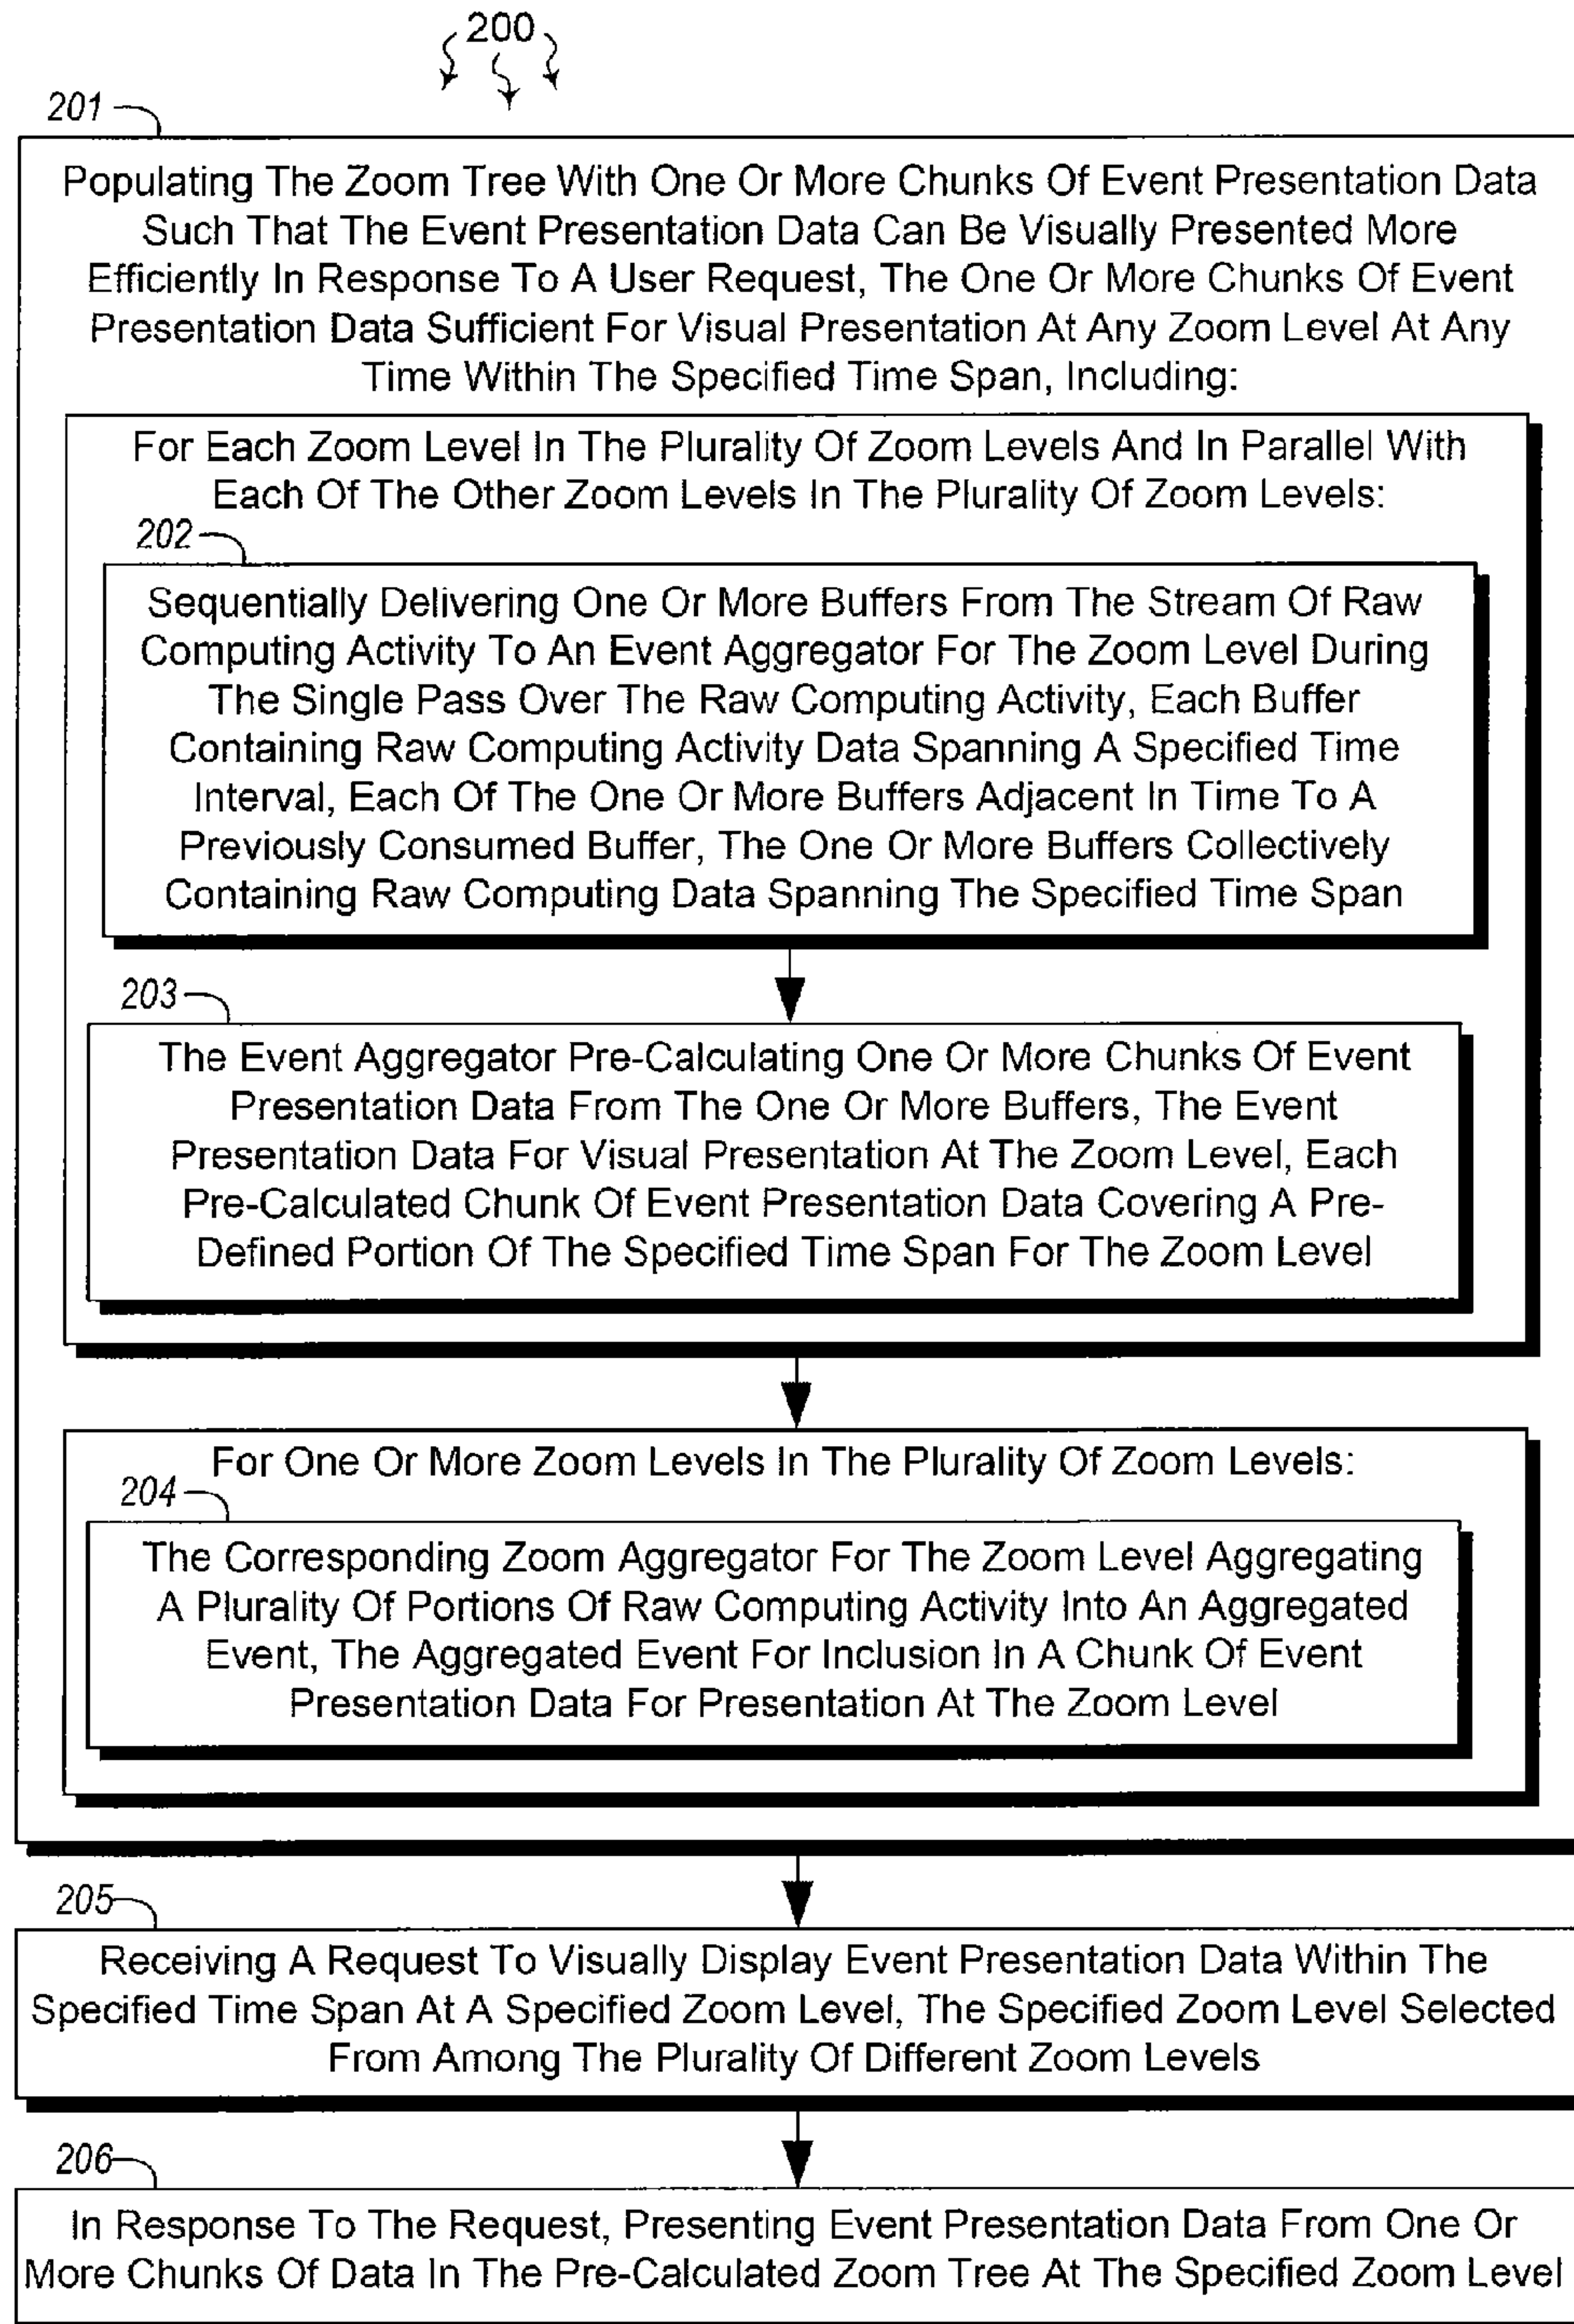 200
201
Populating The Zoom Tree With One Or More Chunks Of Event Presentation Data
Such That The Event Presentation Data Can Be Visually Presented More
Efficiently In Response To A User Request, The One Or More Chunks Of Event
Presentation Data Sufficient For Visual Presentation At Any Zoom Level At Any
Time Within The Specified Time Span, Including:
For Each Zoom Level In The Plurality Of Zoom Levels And In Parallel With
Each Of The Other Zoom Levels In The Plurality Of Zoom Levels:
202
Sequentially Delivering One Or More Buffers From The Stream Of Raw
Computing Activity To An Event Aggregator For The Zoom Level During
The Single Pass Over The Raw Computing Activity, Each Buffer
Containing Raw Computing Activity Data Spanning A Specified Time
Interval, Each Of The One Or More Buffers Adjacent In Time To A
Previously Consumed Buffer, The One Or More Buffers Collectively
Containing Raw Computing Data Spanning The Specified Time Span
203
The Event Aggregator Pre-Calculating One Or More Chunks Of Event
Presentation Data From The One Or More Buffers, The Event
Presentation Data For Visual Presentation At The Zoom Level, Each
Pre-Calculated Chunk Of Event Presentation Data Covering A Pre-
Defined Portion Of The Specified Time Span For The Zoom Level
For One Or More Zoom Levels In The Plurality Of Zoom Levels:
204
The Corresponding Zoom Aggregator For The Zoom Level Aggregating
A Plurality Of Portions Of Raw Computing Activity Into An Aggregated
Event, The Aggregated Event For Inclusion In A Chunk Of Event
Presentation Data For Presentation At The Zoom Level
205
Receiving A Request To Visually Display Event Presentation Data Within The
Specified Time Span At A Specified Zoom Level, The Specified Zoom Level Selected
From Among The Plurality Of Different Zoom Levels
206
In Response To The Request, Presenting Event Presentation Data From One Or
More Chunks Of Data In The Pre-Calculated Zoom Tree At The Specified Zoom Level